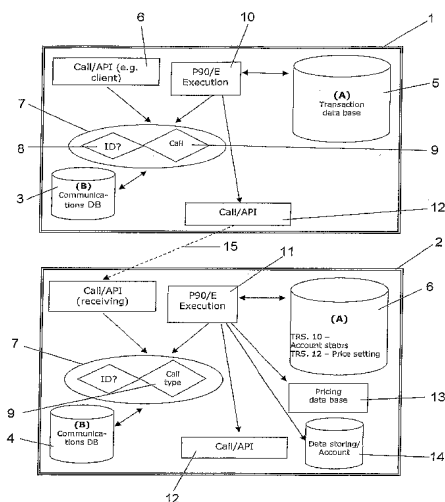 6
10
1
Call/API (e.g.
client)
P90/E
Execution
(A)
Transaction
data base
5
7
8
ID?
Call
9
3
(B)
Communica-
tions DB
Call/API
12
15
11
2
Call/API
(receiving)
P90/E
Execution
(A)
TRS. 10 –
Account status
TRS. 12 – Price setting
6
7
ID?
Call
type
9
Pricing
data base
13
(B)
Communica-
tions DB
4
Call/API
12
Data storing/
Account
14